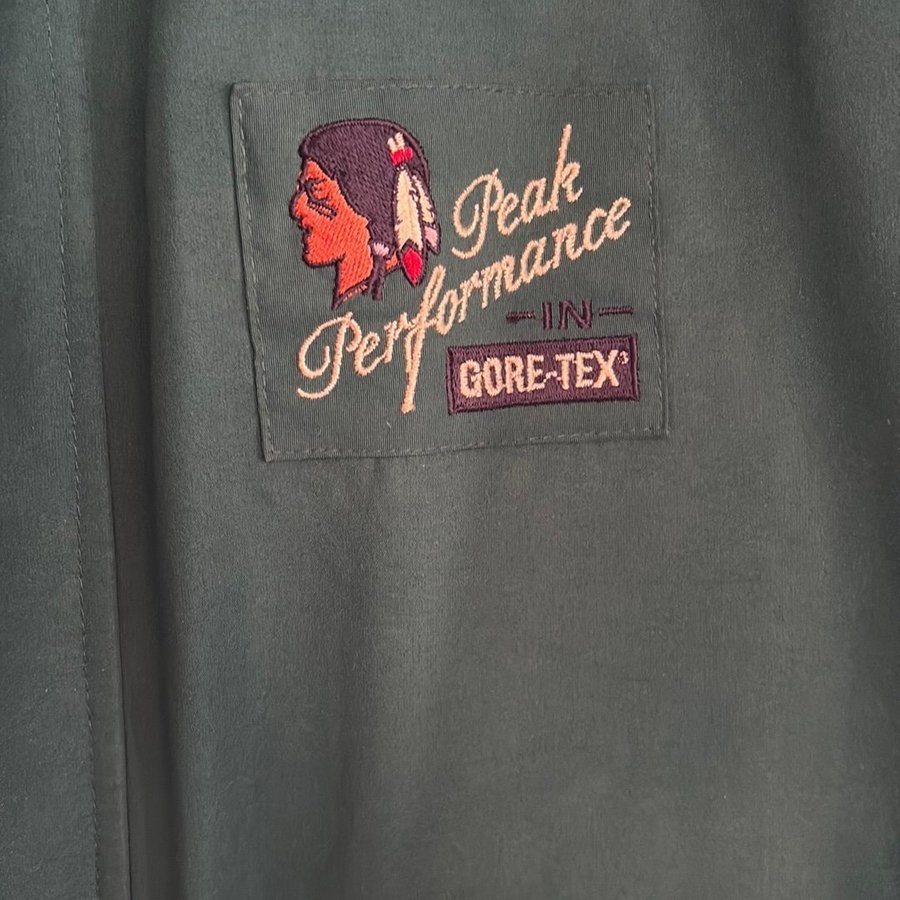 Peak
Performance
-IN-
GORE-TEX®